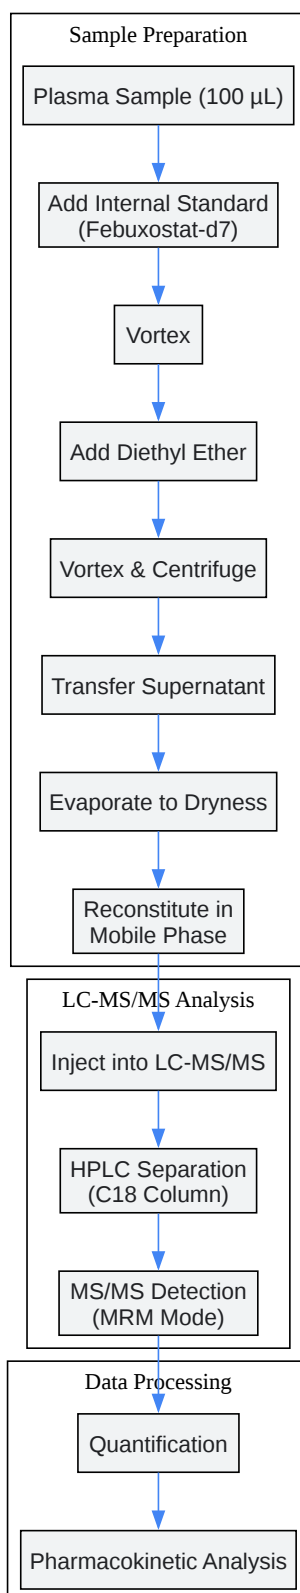 Sample Preparation
Plasma Sample (100 µL)
Add Internal Standard
(Febuxostat-d7)
Vortex
Add Diethyl Ether
Vortex & Centrifuge
Transfer Supernatant
Evaporate to Dryness
Reconstitute in
Mobile Phase
LC-MS/MS Analysis
Inject into LC-MS/MS
HPLC Separation
(C18 Column)
MS/MS Detection
(MRM Mode)
Data Processing
Quantification
Pharmacokinetic Analysis